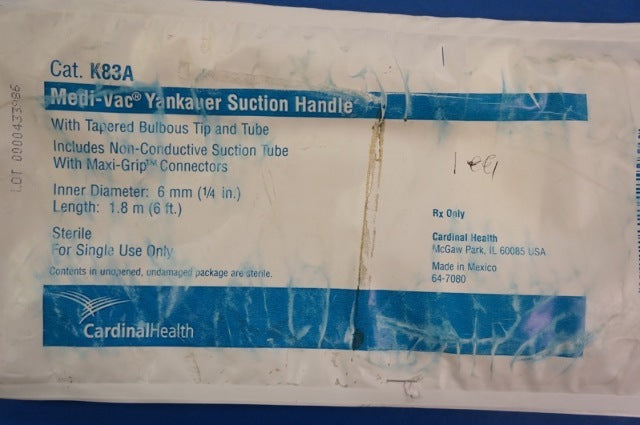 Cat. K83A
Medi-Vac® Yankauer Suction Handle
With Tapered Bulbous Tip and Tube
Includes Non-Conductive Suction Tube
With Maxi-Grip™ Connectors
Inner Diameter: 6 mm (1/4 in.)
Length: 1.8 m (6 ft.)
Sterile
For Single Use Only
Contents in unopened, undamaged package are sterile.
CardinalHealth
Rx Only
Cardinal Health
McGaw Park, IL 60085 USA
Made in Mexico
64-7080
LOT 0000433986